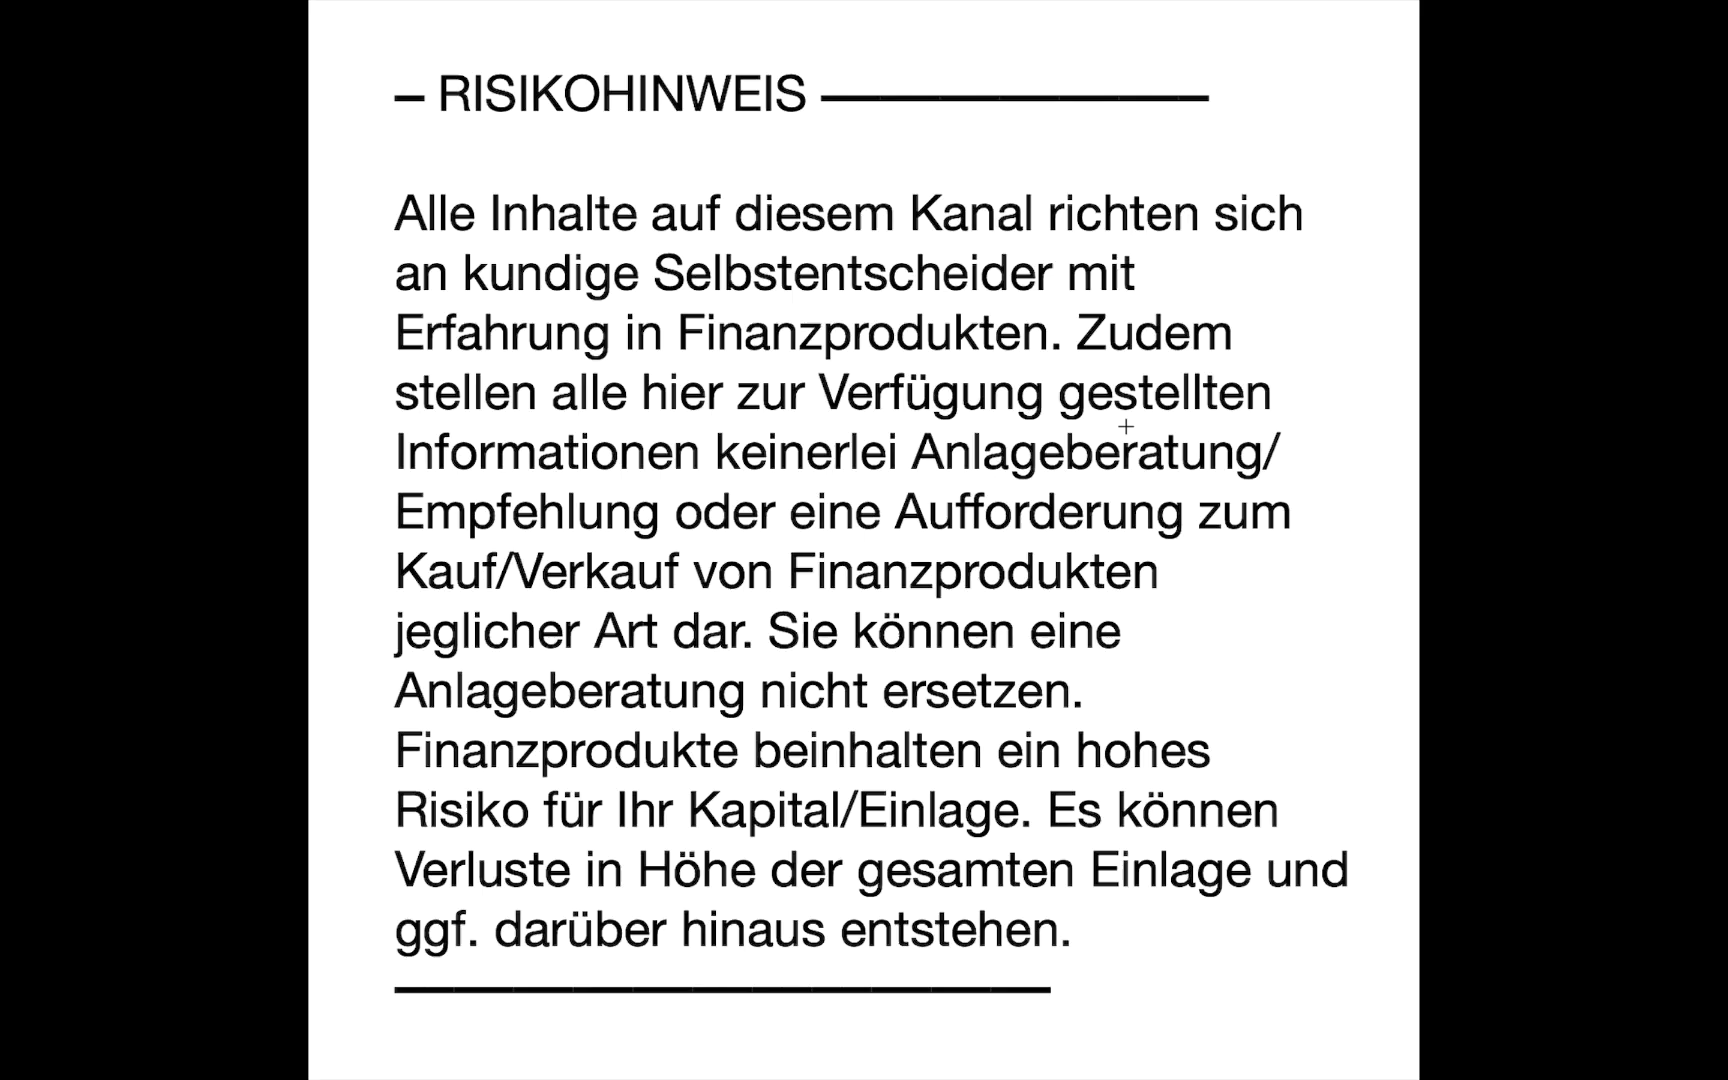 – RISIKOHINWEIS ———————
Alle Inhalte auf diesem Kanal richten sich
an kundige Selbstentscheider mit
Erfahrung in Finanzprodukten. Zudem
stellen alle hier zur Verfügung gestellten
Informationen keinerlei Anlageberatung/
Empfehlung oder eine Aufforderung zum
Kauf/Verkauf von Finanzprodukten
jeglicher Art dar. Sie können eine
Anlageberatung nicht ersetzen.
Finanzprodukte beinhalten ein hohes
Risiko für Ihr Kapital/Einlage. Es können
Verluste in Höhe der gesamten Einlage und
ggf. darüber hinaus entstehen.
———————————